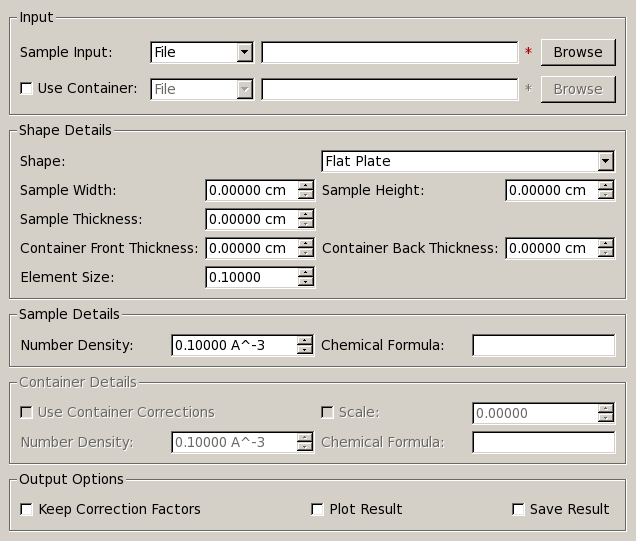 Input
Sample Input: File * Browse
Use Container: File * Browse
Shape Details
Shape: Flat Plate
Sample Width: 0.00000 cm Sample Height: 0.00000 cm
Sample Thickness: 0.00000 cm
Container Front Thickness: 0.00000 cm Container Back Thickness: 0.00000 cm
Element Size: 0.10000
Sample Details
Number Density: 0.10000 A^-3 Chemical Formula:
Container Details
Use Container Corrections Scale: 0.00000
Number Density: 0.10000 A^-3 Chemical Formula:
Output Options
Keep Correction Factors Plot Result Save Result